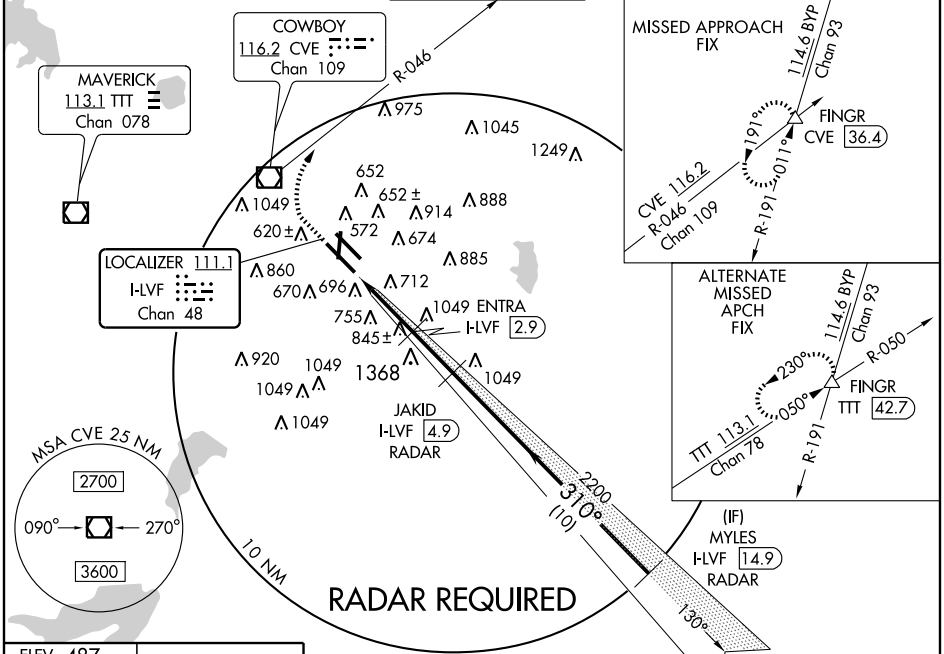 COWBOY
116.2 CVE
Chan 109
MAVERICK
113.1 TTT
Chan 078
R-046
MISSED APPROACH
FIX
114.6 BYP
Chan 93
FINGR
CVE 36.4
191°
011°
CVE 116.2
R-046
Chan 109
R-191
975
1045
1249
652
1049
652 ±
914
888
620 ±
572
674
LOCALIZER 111.1
I-LVF
Chan 48
860
885
670
696
712
755
1049
ENTRA
I-LVF 2.9
845 ±
920
1049
1368
1049
1049
1049
JAKID
I-LVF 4.9
RADAR
ALTERNATE
MISSED
APCH
FIX
114.6 BYP
Chan 93
R-050
230°
050°
FINGR
TTT 42.7
TTT 113.1
Chan 78
R-191
MSA CVE 25 NM
2700
090°
270°
3600
10 NM
2200
310°
(10)
(IF)
MYLES
I-LVF 14.9
RADAR
RADAR REQUIRED
130°
ELEV 487